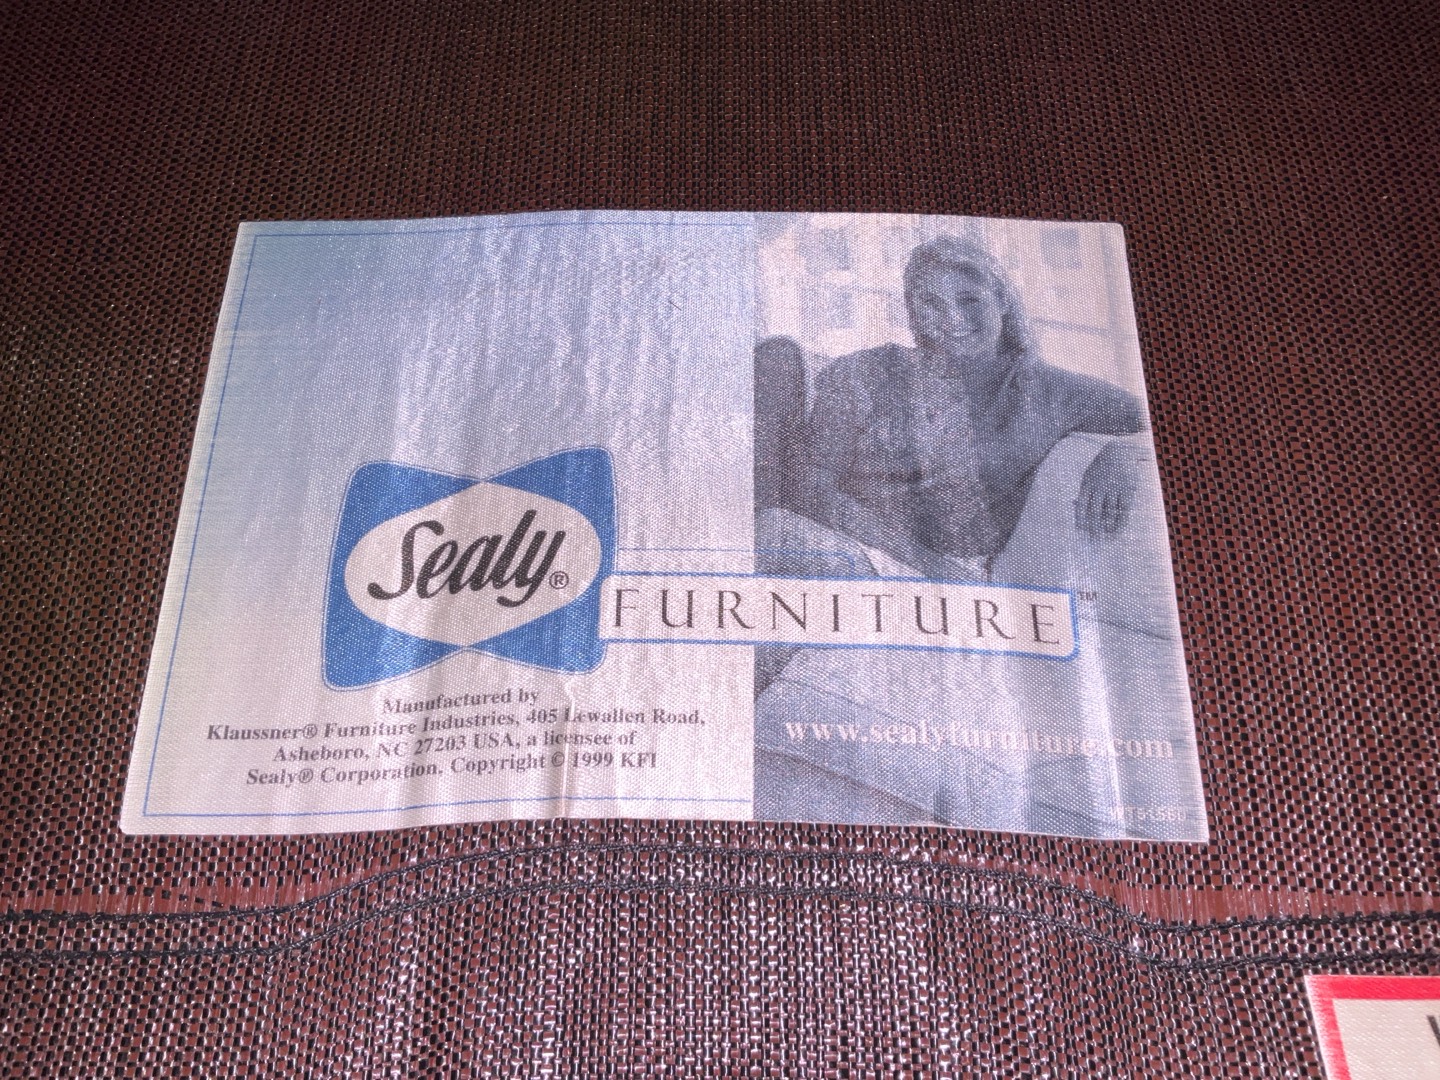 Sealy®
FURNITURE™
Manufactured by
Klaussner® Furniture Industries, 405 Lewallen Road,
Asheboro, NC 27203 USA, a licensee of
Sealy® Corporation. Copyright © 1999 KFI
www.sealyfurniture.com